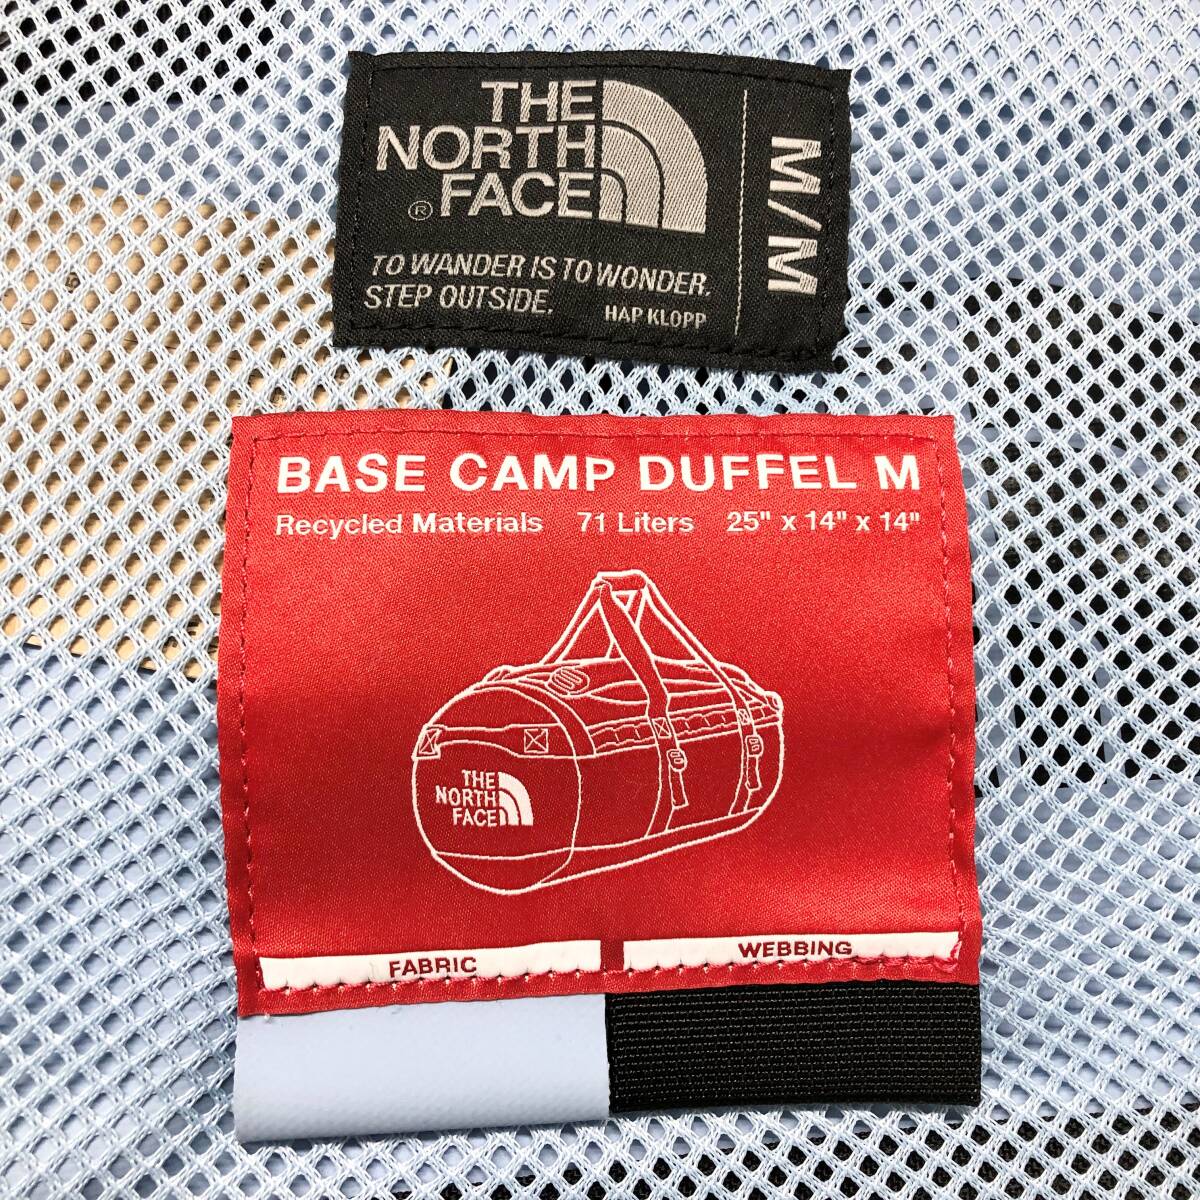 THE
NORTH
FACE
®
M/M
TO WANDER IS TO WONDER.
STEP OUTSIDE. HAP KLOPP
BASE CAMP DUFFEL M
Recycled Materials 71 Liters 25" x 14" x 14"
THE
NORTH
FACE
FABRIC WEBBING